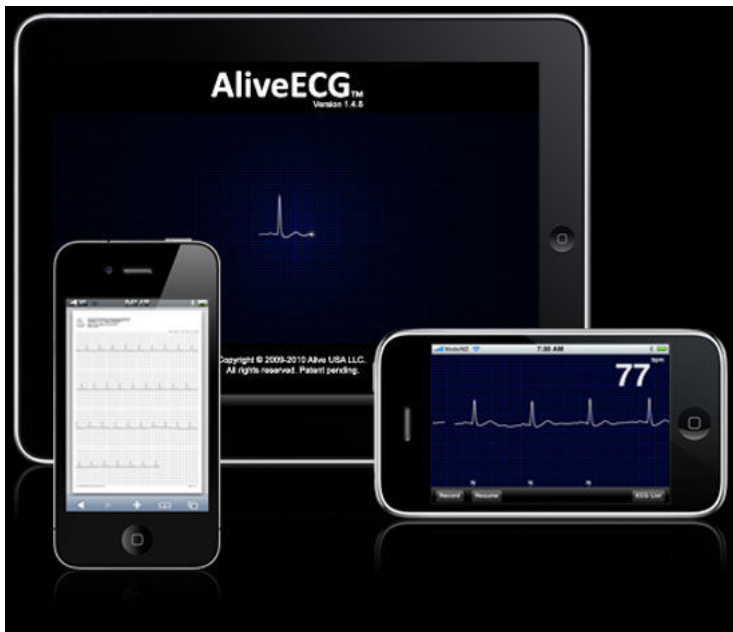 AliveECG™
Version 1.4.8
Copyright © 2009-2010 Alive USA LLC.
All rights reserved. Patent pending.
7:30 AM
bpm
77
Record
Resume
ECG List